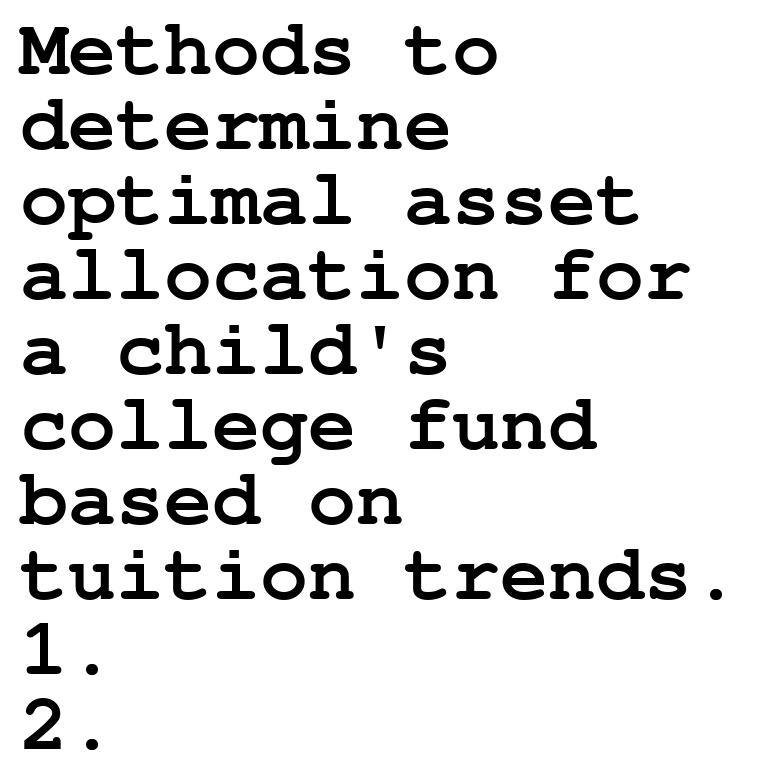 Methods to
determine
optimal asset
allocation for
a child's
college fund
based on
tuition trends.
1.
2.